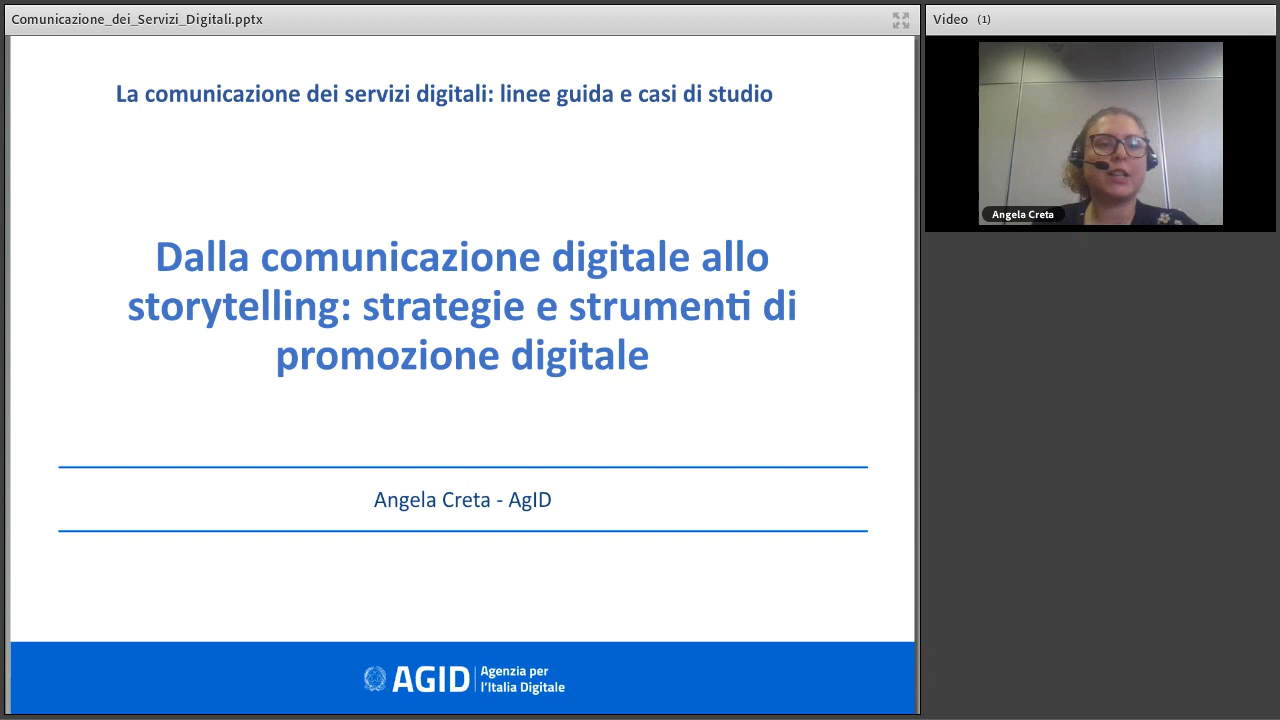 Comunicazione_dei_Servizi_Digitali.pptx
Video (1)
La comunicazione dei servizi digitali: linee guida e casi di studio
Angela Creta
Dalla comunicazione digitale allo
storytelling: strategie e strumenti di
promozione digitale
Angela Creta - AgID
AGID
Agenzia per
l'Italia Digitale